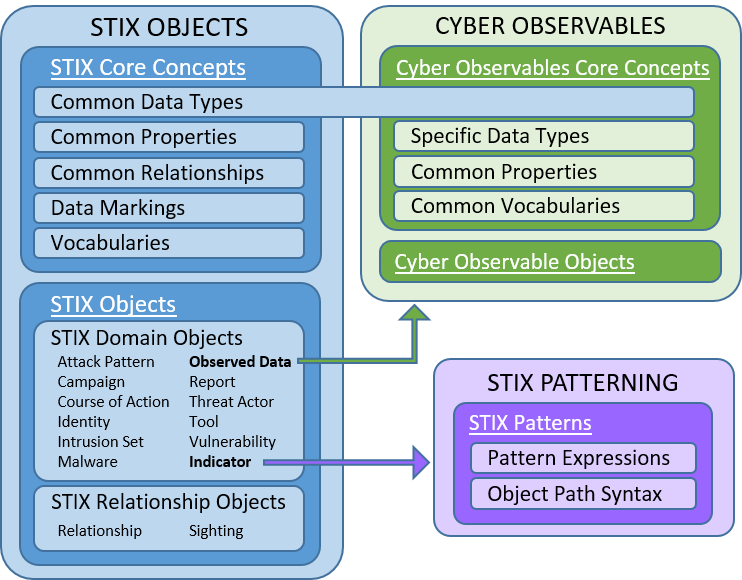 STIX OBJECTS
STIX Core Concepts
Common Data Types
Common Properties
Common Relationships
Data Markings
Vocabularies
STIX Objects
STIX Domain Objects
Attack Pattern Observed Data
Campaign Report
Course of Action Threat Actor
Identity Tool
Intrusion Set Vulnerability
Malware Indicator
STIX Relationship Objects
Relationship Sighting
CYBER OBSERVABLES
Cyber Observables Core Concepts
Specific Data Types
Common Properties
Common Vocabularies
Cyber Observable Objects
STIX PATTERNING
STIX Patterns
Pattern Expressions
Object Path Syntax